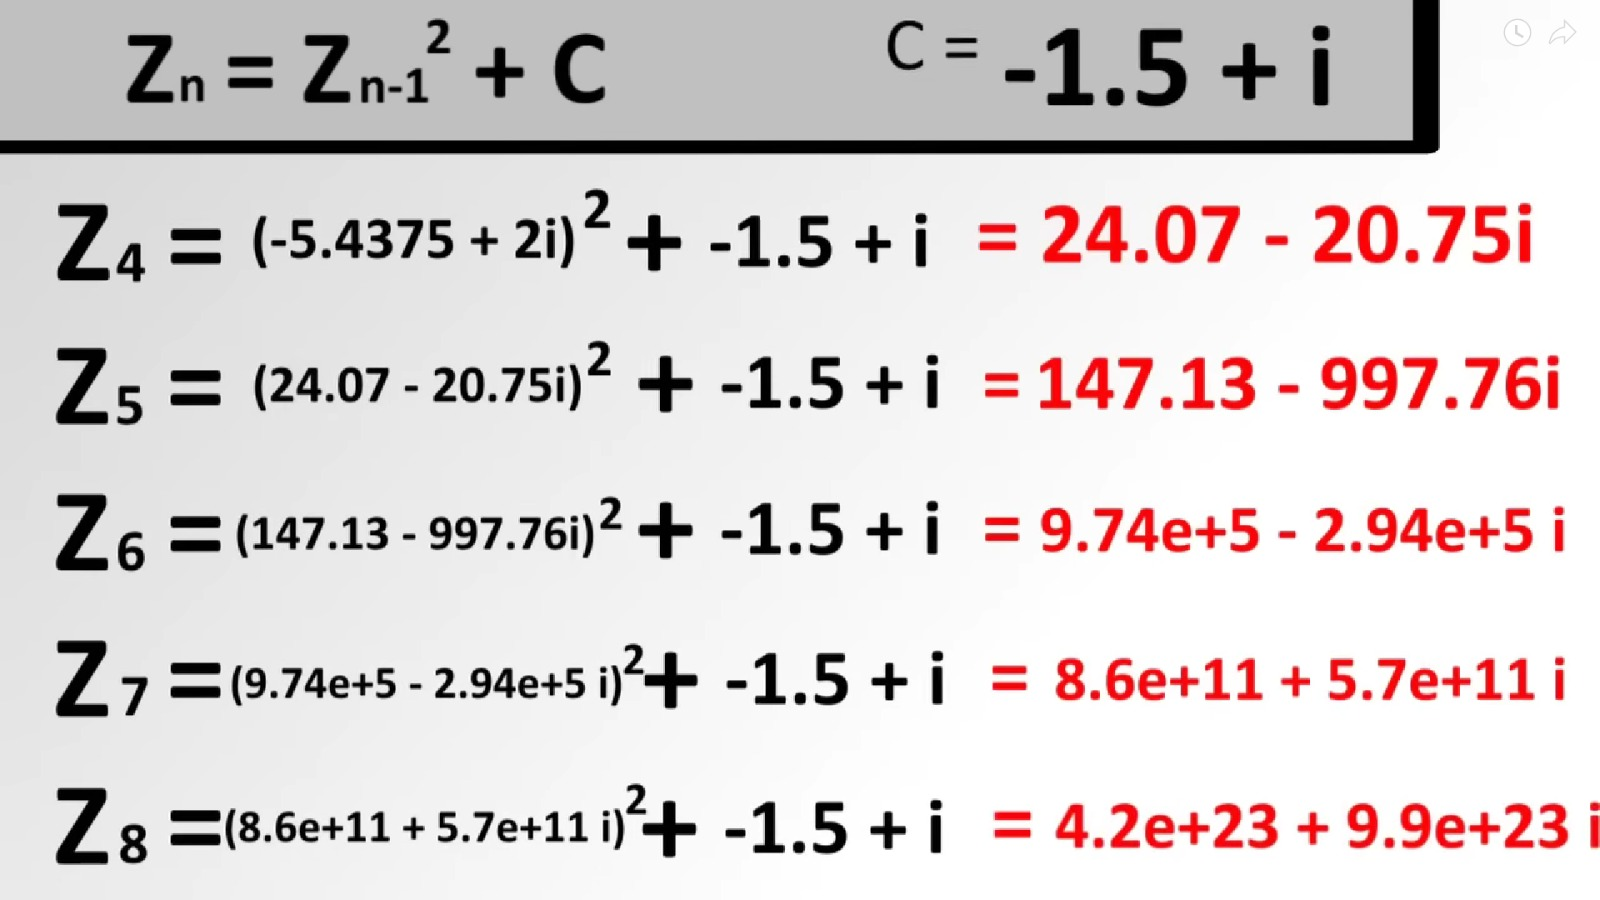 Zn = Zn-1² + C C = -1.5 + i
Z4 = (-5.4375 + 2i)² + -1.5 + i = 24.07 - 20.75i
Z5 = (24.07 - 20.75i)² + -1.5 + i = 147.13 - 997.76i
Z6 = (147.13 - 997.76i)² + -1.5 + i = 9.74e+5 - 2.94e+5 i
Z7 = (9.74e+5 - 2.94e+5 i)² + -1.5 + i = 8.6e+11 + 5.7e+11 i
Z8 = (8.6e+11 + 5.7e+11 i)² + -1.5 + i = 4.2e+23 + 9.9e+23 i